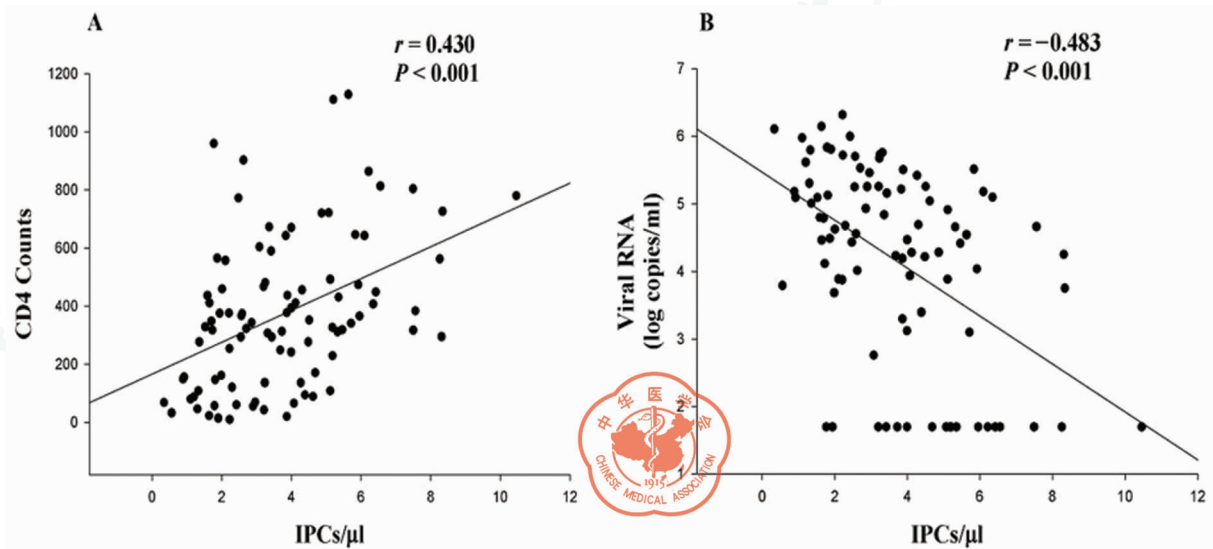 A
r = 0.430
P < 0.001
1200
1000
800
600
400
200
0
CD4 Counts
0 2 4 6 8 10 12
IPCs/µl
B
r = −0.483
P < 0.001
7
6
5
4
3
2
1
Viral RNA
(log copies/ml)
0 2 4 6 8 10 12
IPCs/µl
中华医学会
1915
CHINESE MEDICAL ASSOCIATION